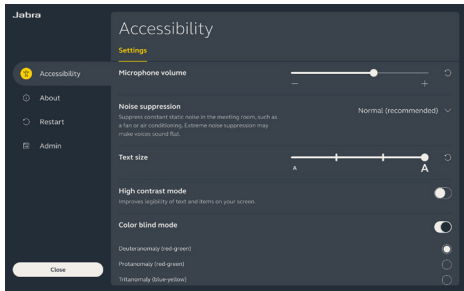 Jabra
Accessibility
Settings
Accessibility
About
Restart
Admin
Microphone volume
Noise suppression
Normal (recommended)
Suppress constant static noise in the meeting room, such as
a fan or air conditioning. Extreme noise suppression may
make voices sound flat.
Text size
A
A
High contrast mode
Improves legibility of text and items on your screen.
Color blind mode
Deuteranomaly (red-green)
Protanomaly (red-green)
Tritanomaly (blue-yellow)
Close